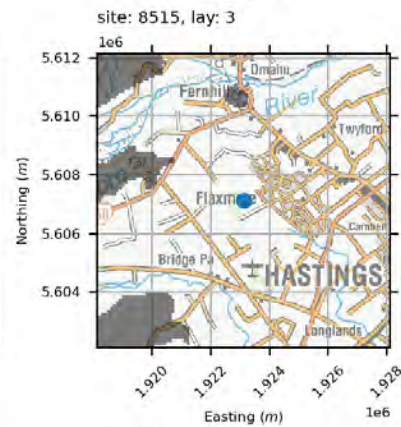 site: 8515, lay: 3
1e6
5.612
Omahu
Fernhill
River
5.610
Twyford
5.608
Flaxmere
5.606
Bridge Pa
HASTINGS
5.604
Longlands
Northing (m)
1.920
1.922
1.924
1.926
1.928
1e6
Easting (m)